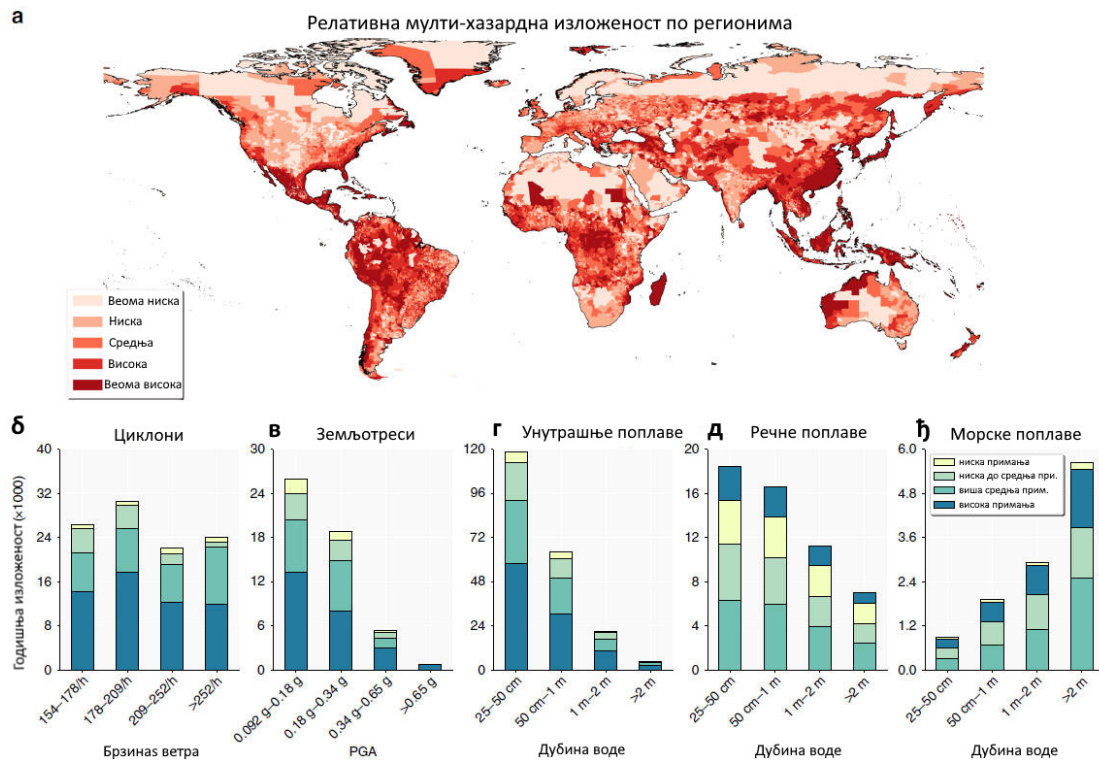 а
Релативна мулти-хазардна изложеност по регионима
Веома ниска
Ниска
Средња
Висока
Веома висока
б
Циклони
Годишња изложеност (×1000)
40
32
24
16
8
0
154–178/h
178–209/h
209–252/h
>252/h
Брзинаs ветра
в
Земљотреси
30
24
18
12
6
0
0.092 g–0.18 g
0.18 g–0.34 g
0.34 g–0.65 g
>0.65 g
PGA
г
Унутрашње поплаве
120
96
72
48
24
0
25–50 cm
50 cm–1 m
1 m–2 m
>2 m
Дубина воде
д
Речне поплаве
20
16
12
8
4
0
25–50 cm
50 cm–1 m
1 m–2 m
>2 m
Дубина воде
ђ
Морске поплаве
6.0
4.8
3.6
2.4
1.2
0.0
ниска примања
ниска до средња при.
виша средња прим.
висока примања
25–50 cm
50 cm–1 m
1 m–2 m
>2 m
Дубина воде